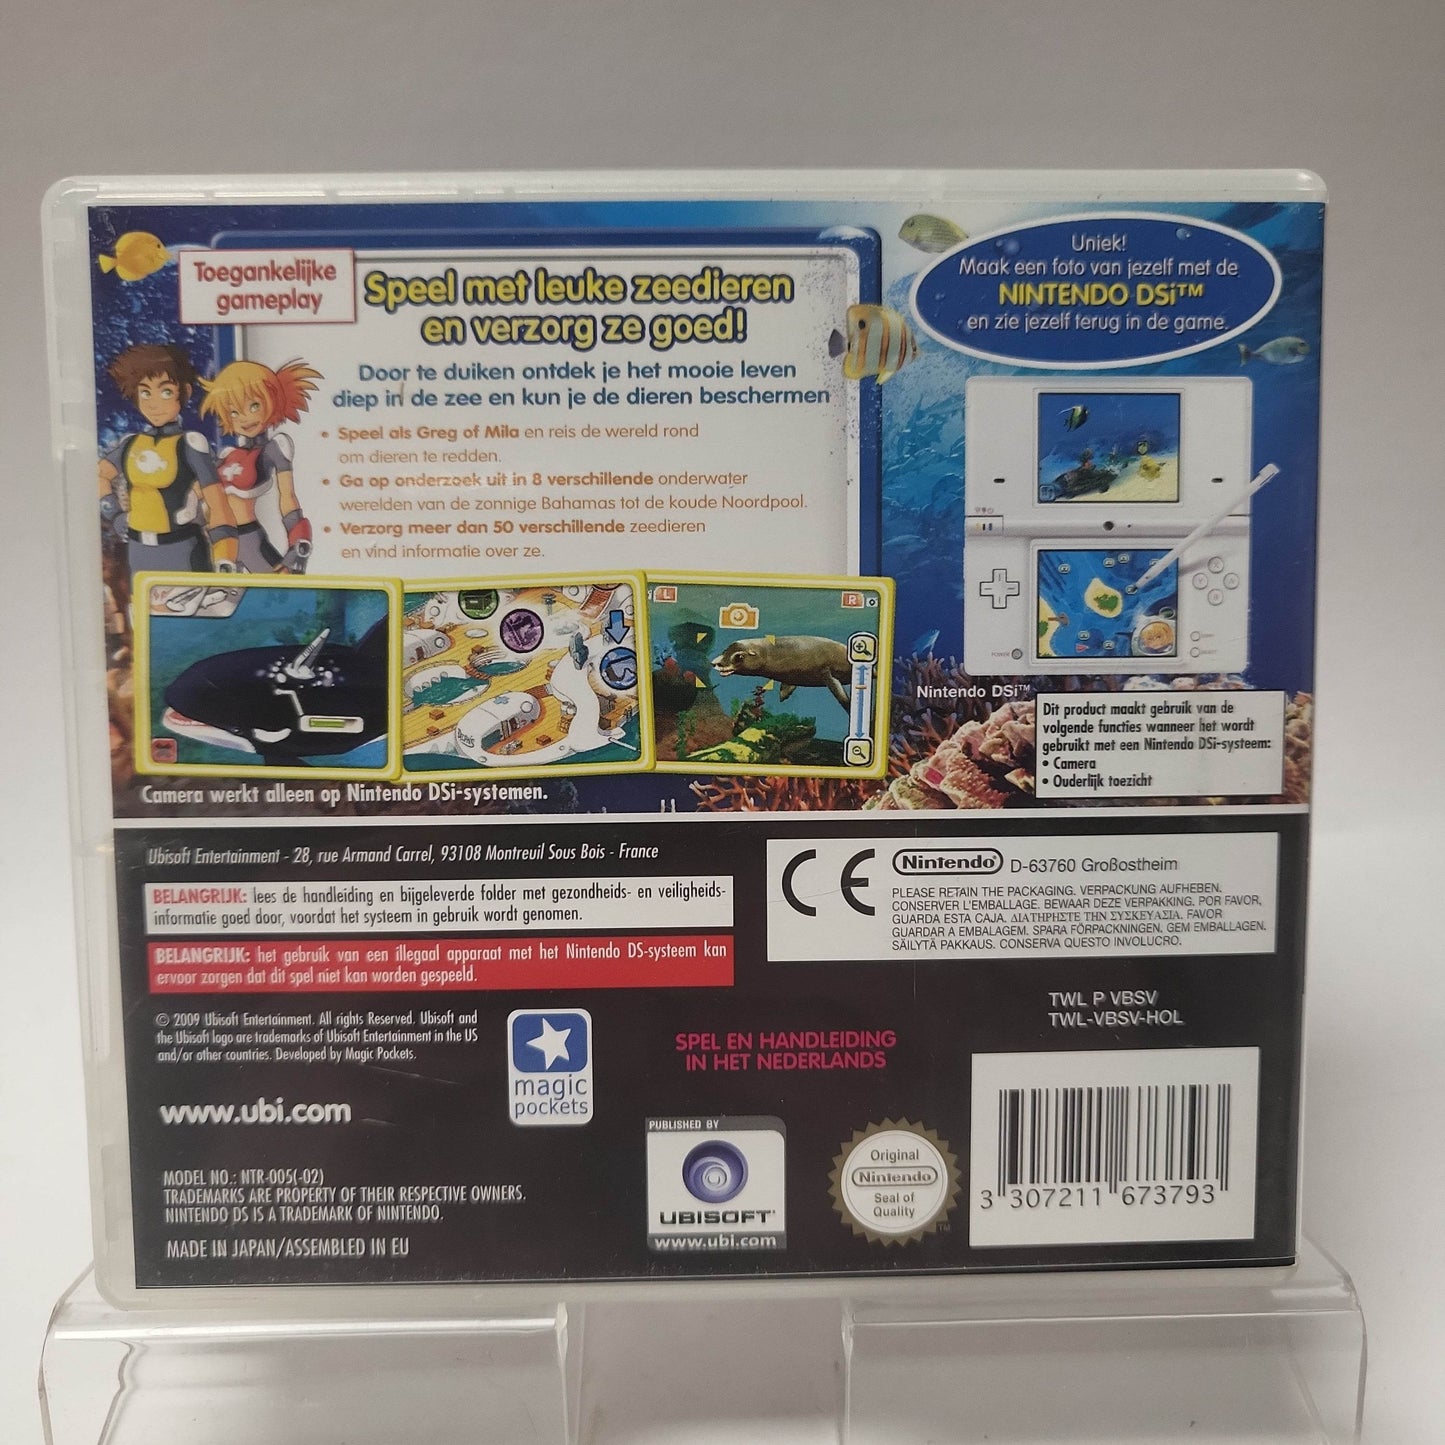 Toegankelijke
gameplay
Speel met leuke zeedieren
en verzorg ze goed!
Door te duiken ontdek je het mooie leven
diep in de zee en kun je de dieren beschermen
• Speel als Greg of Mila en reis de wereld rond
om dieren te redden.
• Ga op onderzoek uit in 8 verschillende onderwater
werelden van de zonnige Bahamas tot de koude Noordpool.
• Verzorg meer dan 50 verschillende zeedieren
en vind informatie over ze.
Uniek!
Maak een foto van jezelf met de
NINTENDO DSi™
en zie jezelf terug in de game.
L
R
Camera werkt alleen op Nintendo DSi-systemen.
POWER
Nintendo DSi™
Dit product maakt gebruik van de
volgende functies wanneer het wordt
gebruikt met een Nintendo DSi-systeem:
• Camera
• Ouderlijk toezicht
Ubisoft Entertainment - 28, rue Armand Carrel, 93108 Montreuil Sous Bois - France
BELANGRIJK: lees de handleiding en bijgeleverde folder met gezondheids- en veiligheids-
informatie goed door, voordat het systeem in gebruik wordt genomen.
BELANGRIJK: het gebruik van een illegaal apparaat met het Nintendo DS-systeem kan
ervoor zorgen dat dit spel niet kan worden gespeeld.
© 2009 Ubisoft Entertainment. All rights Reserved. Ubisoft and
the Ubisoft logo are trademarks of Ubisoft Entertainment in the US
and/or other countries. Developed by Magic Pockets.
www.ubi.com
magic
pockets
MODEL NO.: NTR-005(-02)
TRADEMARKS ARE PROPERTY OF THEIR RESPECTIVE OWNERS.
NINTENDO DS IS A TRADEMARK OF NINTENDO.
MADE IN JAPAN/ASSEMBLED IN EU
CE
Nintendo D-63760 Großostheim
PLEASE RETAIN THE PACKAGING. VERPACKUNG AUFHEBEN.
CONSERVER L'EMBALLAGE. BEWAAR DEZE VERPAKKING. POR FAVOR,
GUARDA ESTA CAJA. ΔΙΑΤΗΡΗΣΤΕ ΤΗΝ ΣΥΣΚΕΥΑΣΙΑ. FAVOR
GUARDAR A EMBALAGEM. SPARA FÖRPACKNINGEN. GEM EMBALLAGEN.
SÄILYTÄ PAKKAUS. CONSERVA QUESTO INVOLUCRO.
TWL P VBSV
TWL-VBSV-HOL
SPEL EN HANDLEIDING
IN HET NEDERLANDS
PUBLISHED BY
UBISOFT
www.ubi.com
Original
Nintendo
Seal of
Quality
TM
3 307211 673793